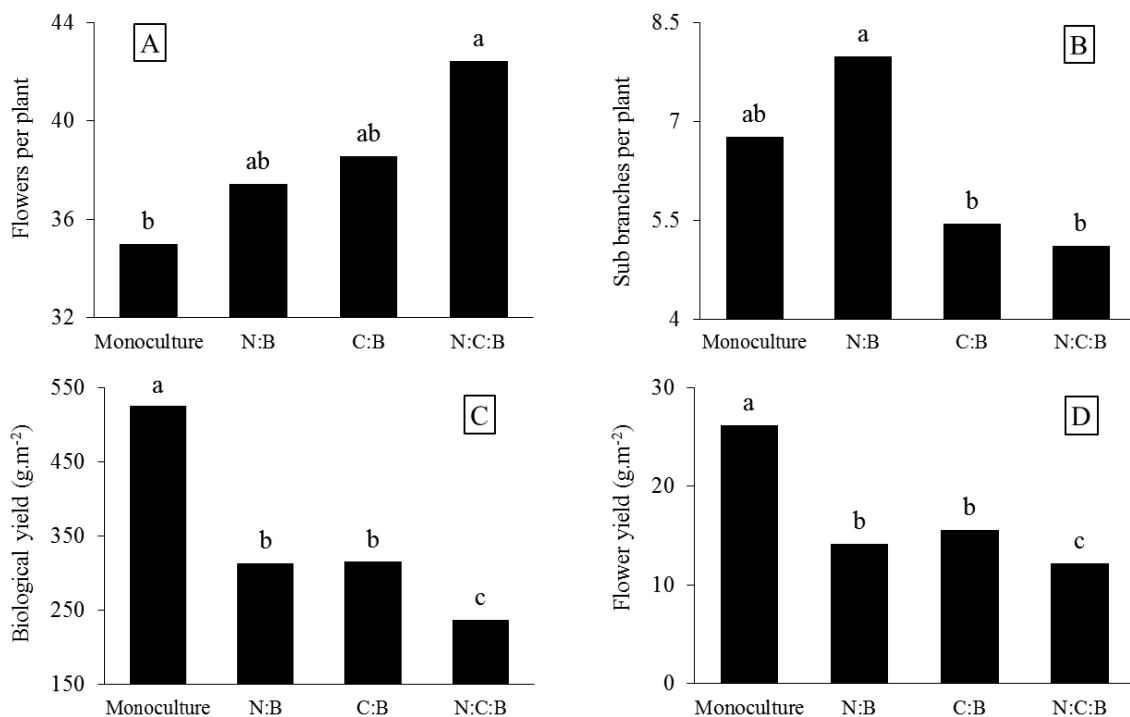 A
Flowers per plant
44
40
36
32
b
ab
ab
a
Monoculture N:B C:B N:C:B
B
Sub branches per plant
8.5
7
5.5
4
ab
a
b
b
Monoculture N:B C:B N:C:B
C
Biological yield (g.m⁻²)
550
450
350
250
150
a
b
b
c
Monoculture N:B C:B N:C:B
D
Flower yield (g.m⁻²)
30
20
10
0
a
b
b
c
Monoculture N:B C:B N:C:B